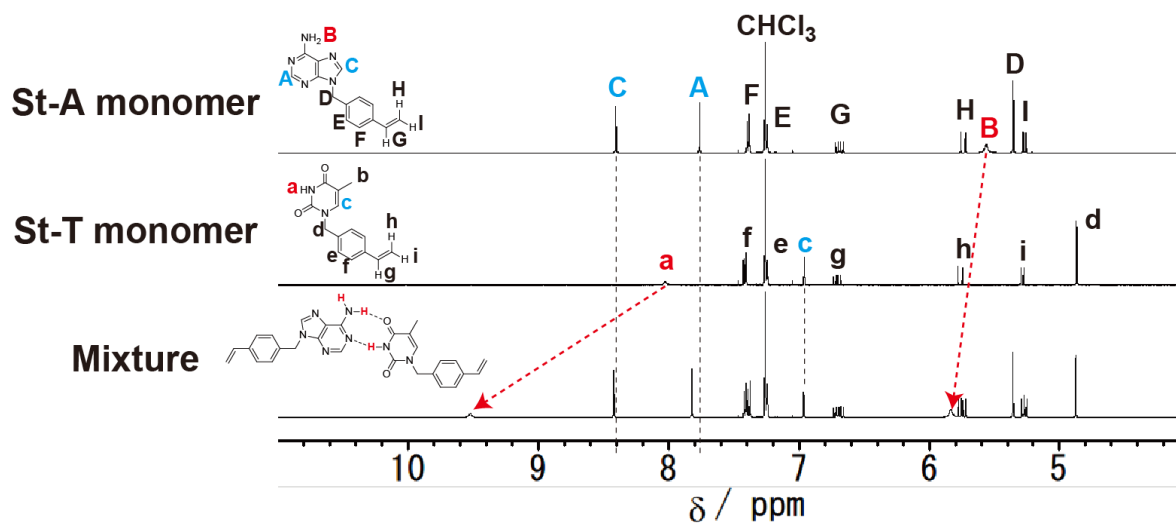 St-A monomer
NH₂ B
N N C
A N N
D
H
H
E H I
F H G
C A F CHCl₃ E G H B D I
St-T monomer
O b
a HN
O N c
d h
H
e H i
f H g
a f e c g h i d
Mixture
H
N H O
N N
N N N H N
O N
10 9 8 7 6 5
δ / ppm